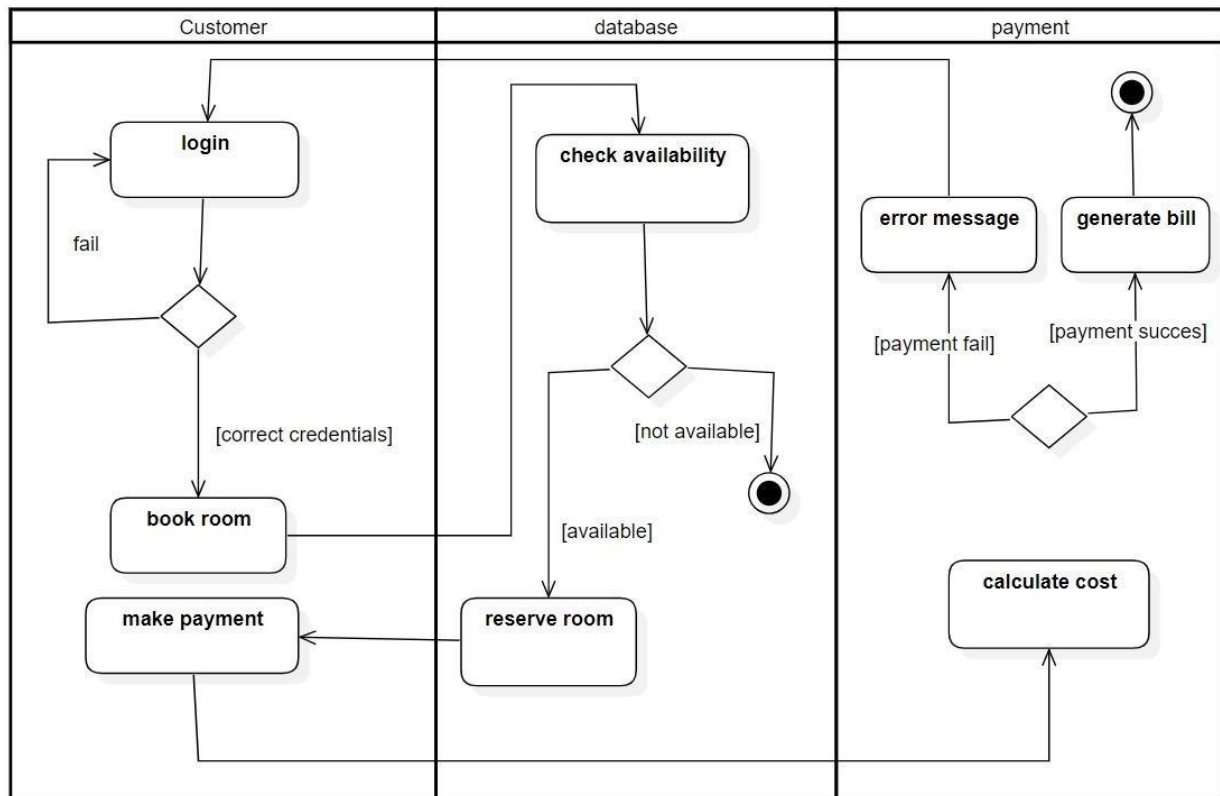 Customer
database
payment
login
check availability
fail
error message
generate bill
[payment fail]
[payment succes]
[correct credentials]
[not available]
book room
[available]
calculate cost
make payment
reserve room